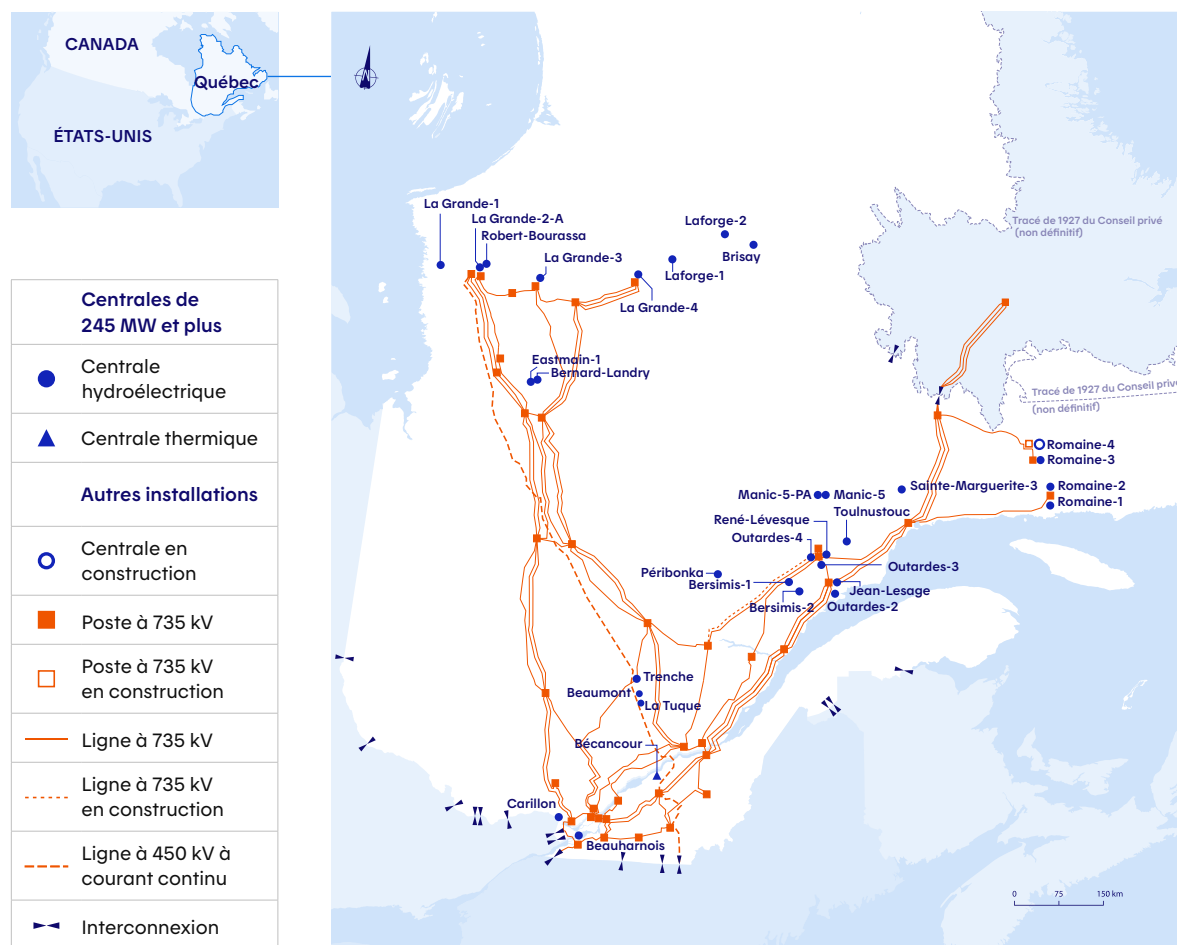 CANADA
Québec
ÉTATS-UNIS
Centrales de
245 MW et plus
Centrale
hydroélectrique
Centrale thermique
Autres installations
Centrale en
construction
Poste à 735 kV
Poste à 735 kV
en construction
Ligne à 735 kV
Ligne à 735 kV
en construction
Ligne à 450 kV à
courant continu
Interconnexion
La Grande-1
La Grande-2-A
Robert-Bourassa
La Grande-3
Laforge-2
Brisay
Laforge-1
La Grande-4
Tracé de 1927 du Conseil privé
(non définitif)
Eastmain-1
Bernard-Landry
Tracé de 1927 du Conseil privé
(non définitif)
Romaine-4
Romaine-3
Romaine-2
Romaine-1
Sainte-Marguerite-3
Manic-5-PA
Manic-5
Toulnustouc
René-Lévesque
Outardes-4
Outardes-3
Péribonka
Bersimis-1
Jean-Lesage
Bersimis-2
Outardes-2
Trenche
Beaumont
La Tuque
Bécancour
Carillon
Beauharnois
0 75 150 km